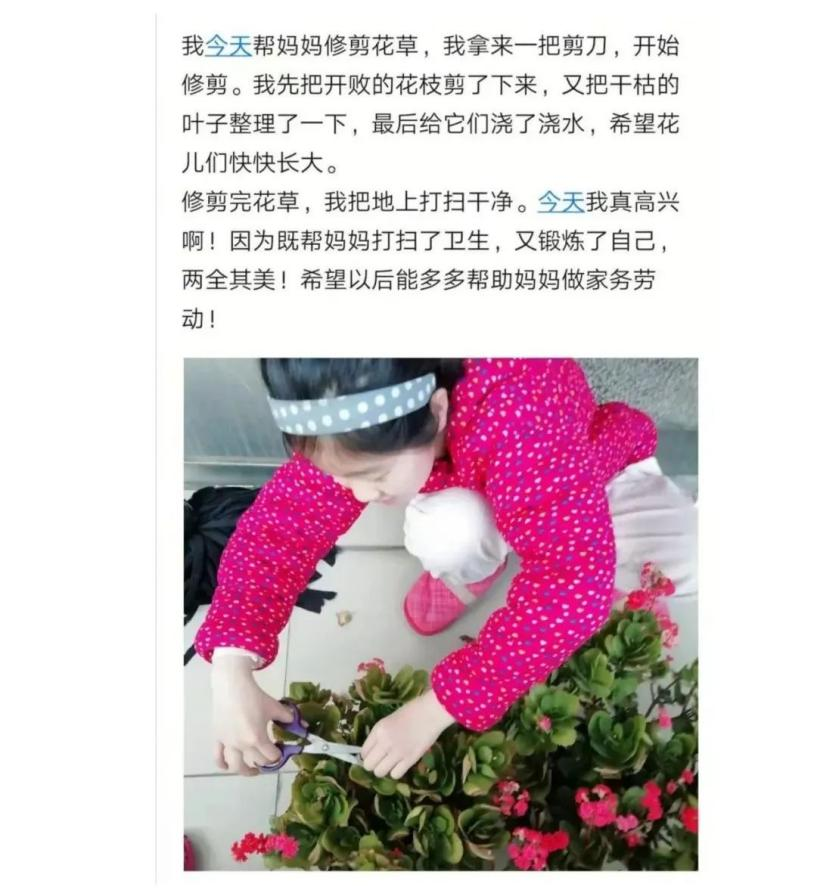 我今天帮妈妈修剪花草，我拿来一把剪刀，开始
修剪。我先把开败的花枝剪了下来，又把干枯的
叶子整理了一下，最后给它们浇了浇水，希望花
儿们快快长大。
修剪完花草，我把地上打扫干净。今天我真高兴
啊！因为既帮妈妈打扫了卫生，又锻炼了自己，
两全其美！希望以后能多多帮助妈妈做家务劳
动！